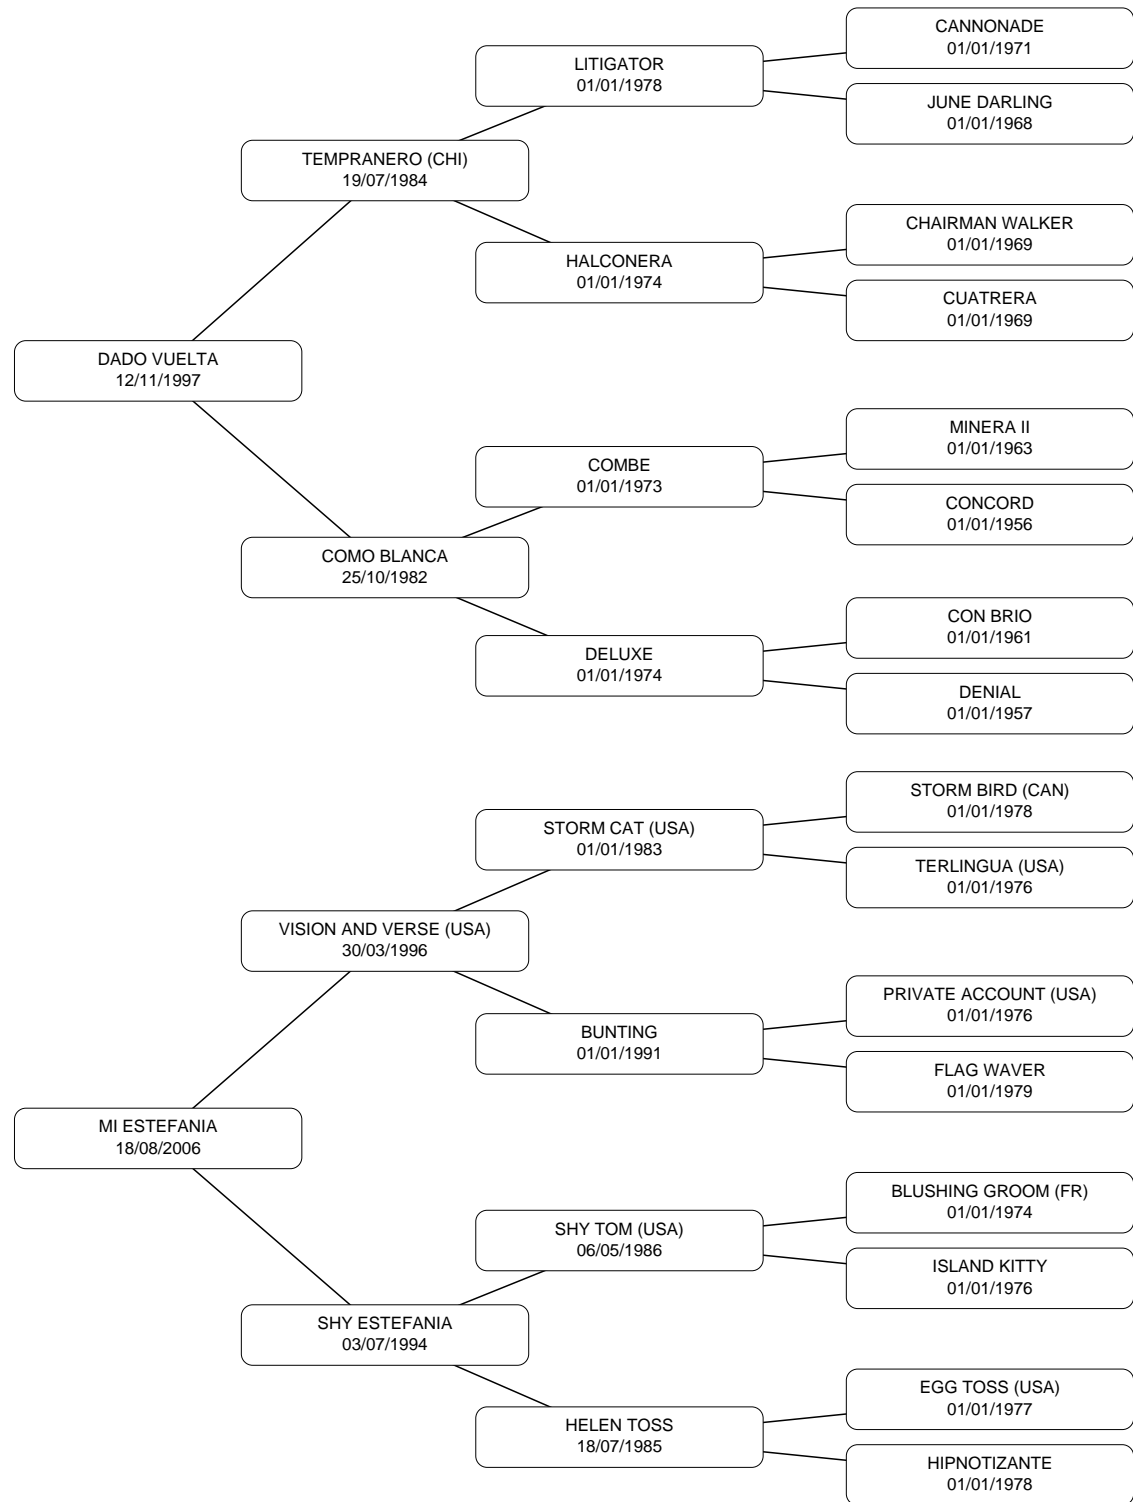 CANNONADE
01/01/1971
LITIGATOR
01/01/1978
JUNE DARLING
01/01/1968
TEMPRANERO (CHI)
19/07/1984
CHAIRMAN WALKER
01/01/1969
HALCONERA
01/01/1974
CUATRERA
01/01/1969
DADO VUELTA
12/11/1997
MINERA II
01/01/1963
COMBE
01/01/1973
CONCORD
01/01/1956
COMO BLANCA
25/10/1982
CON BRIO
01/01/1961
DELUXE
01/01/1974
DENIAL
01/01/1957
STORM BIRD (CAN)
01/01/1978
STORM CAT (USA)
01/01/1983
TERLINGUA (USA)
01/01/1976
VISION AND VERSE (USA)
30/03/1996
PRIVATE ACCOUNT (USA)
01/01/1976
BUNTING
01/01/1991
FLAG WAVER
01/01/1979
MI ESTEFANIA
18/08/2006
BLUSHING GROOM (FR)
01/01/1974
SHY TOM (USA)
06/05/1986
ISLAND KITTY
01/01/1976
SHY ESTEFANIA
03/07/1994
EGG TOSS (USA)
01/01/1977
HELEN TOSS
18/07/1985
HIPNOTIZANTE
01/01/1978